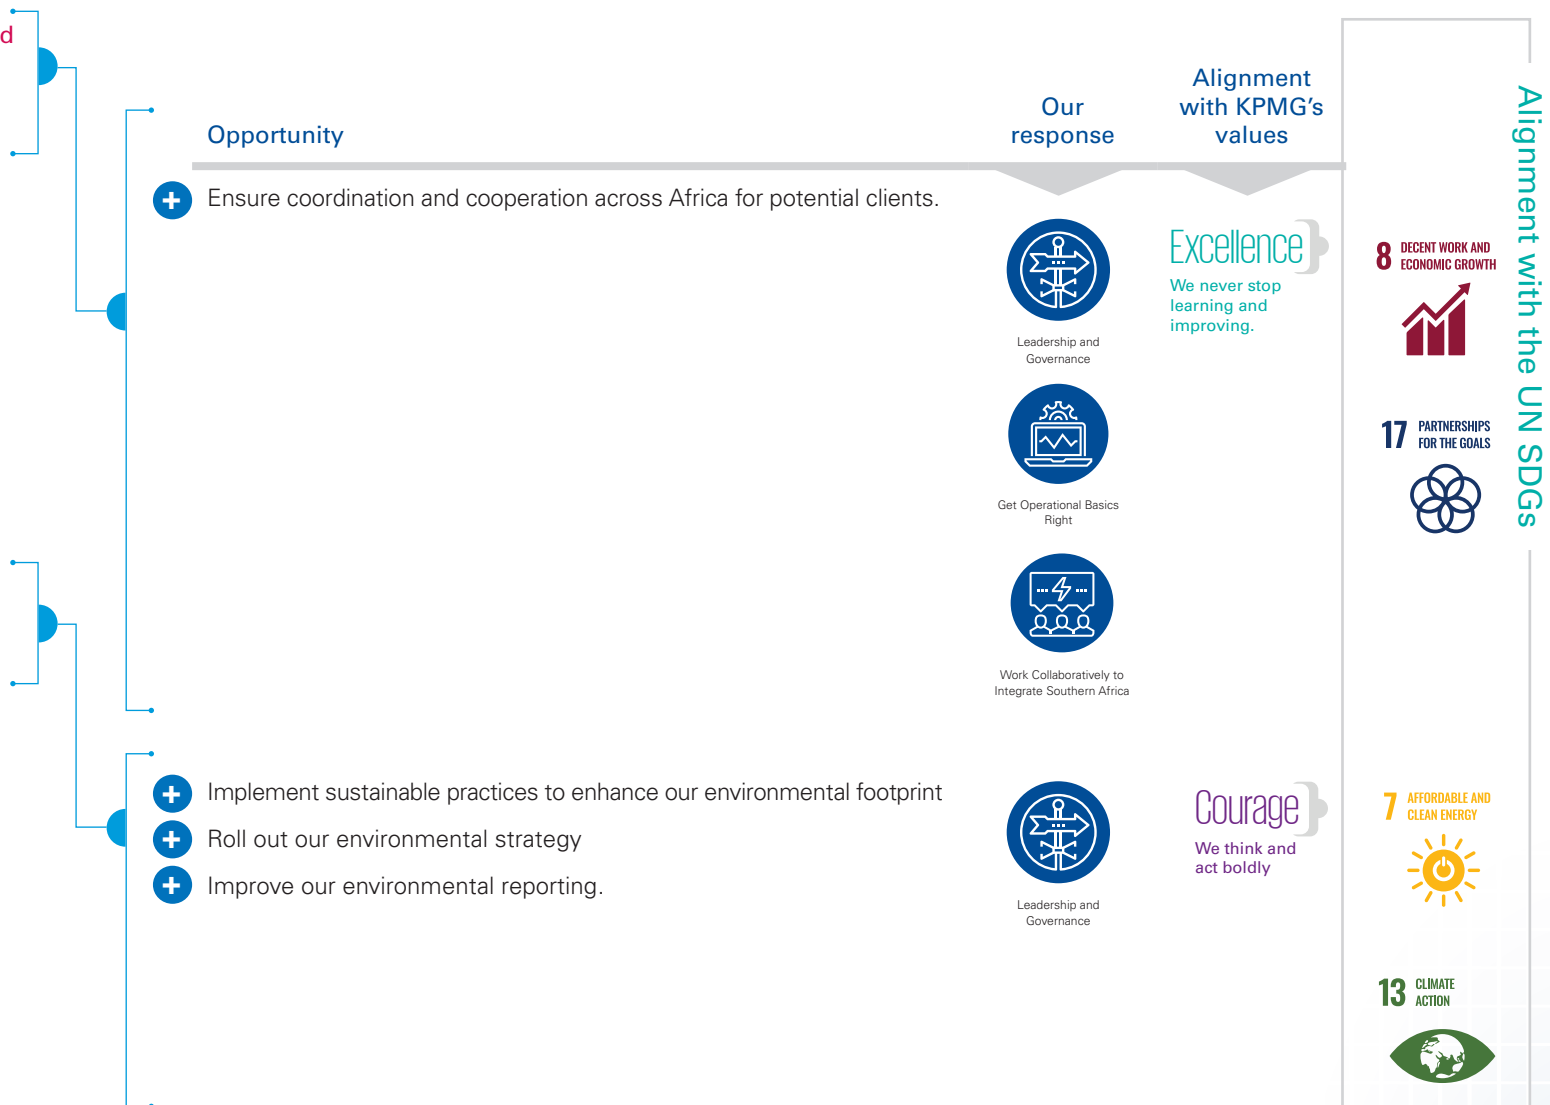 d
Opportunity
Our
response
Alignment
with KPMG's
values
Alignment with the UN SDGs
Ensure coordination and cooperation across Africa for potential clients.
Leadership and
Governance
Get Operational Basics
Right
Work Collaboratively to
Integrate Southern Africa
Excellence
We never stop
learning and
improving.
8 DECENT WORK AND
ECONOMIC GROWTH
17 PARTNERSHIPS
FOR THE GOALS
Implement sustainable practices to enhance our environmental footprint
Roll out our environmental strategy
Improve our environmental reporting.
Leadership and
Governance
Courage
We think and
act boldly
7 AFFORDABLE AND
CLEAN ENERGY
13 CLIMATE
ACTION